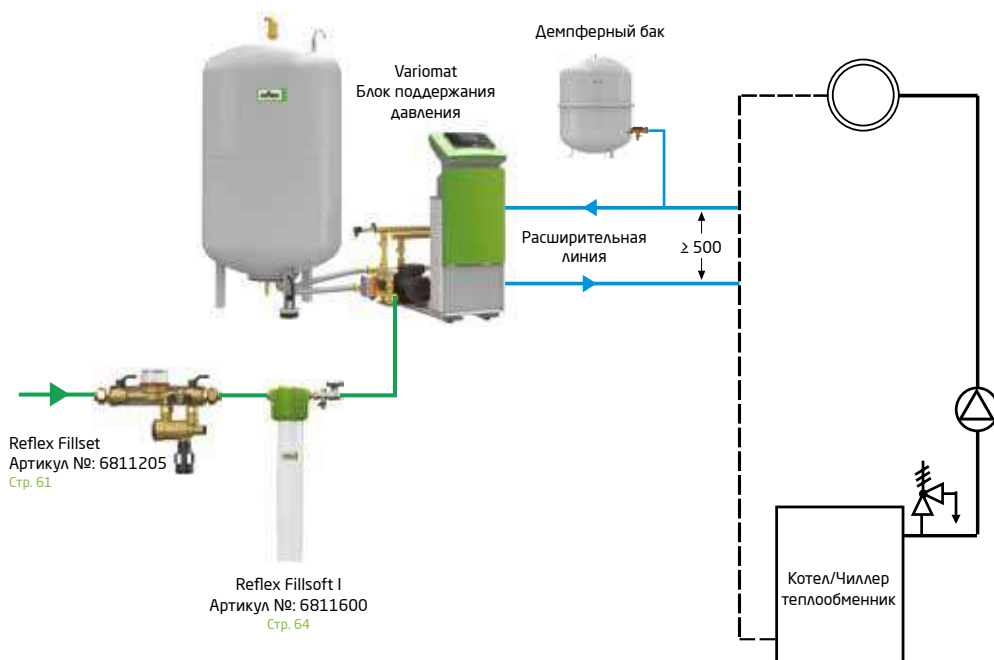 Демпферный бак
Variomat
Блок поддержания
давления
Расширительная
линия
≥ 500
Reflex Fillset
Артикул №: 6811205
Стр. 61
Reflex Fillsoft I
Артикул №: 6811600
Стр. 64
Котел/Чиллер
теплообменник